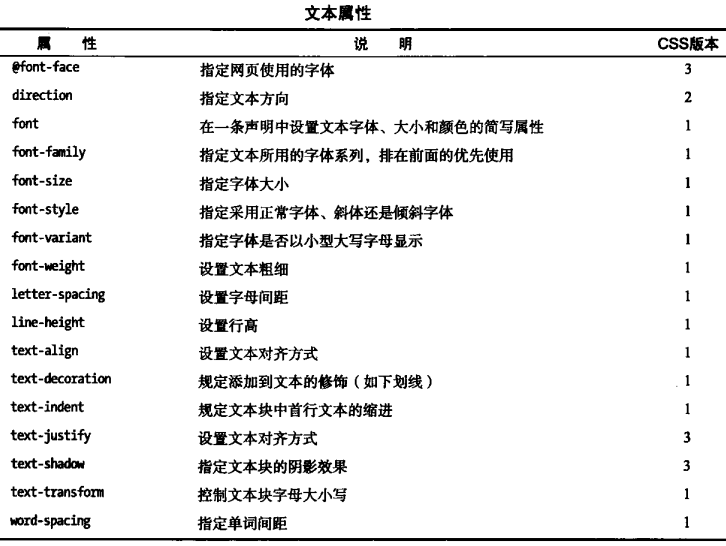 文本属性
属 性 说 明 CSS版本
@font-face 指定网页使用的字体 3
direction 指定文本方向 2
font 在一条声明中设置文本字体、大小和颜色的简写属性 1
font-family 指定文本所用的字体系列，排在前面的优先使用 1
font-size 指定字体大小 1
font-style 指定采用正常字体、斜体还是倾斜字体 1
font-variant 指定字体是否以小型大写字母显示 1
font-weight 设置文本粗细 1
letter-spacing 设置字母间距 1
line-height 设置行高 1
text-align 设置文本对齐方式 1
text-decoration 规定添加到文本的修饰（如下划线） 1
text-indent 规定文本块中首行文本的缩进 1
text-justify 设置文本对齐方式 3
text-shadow 指定文本块的阴影效果 3
text-transform 控制文本块字母大小写 1
word-spacing 指定单词间距 1